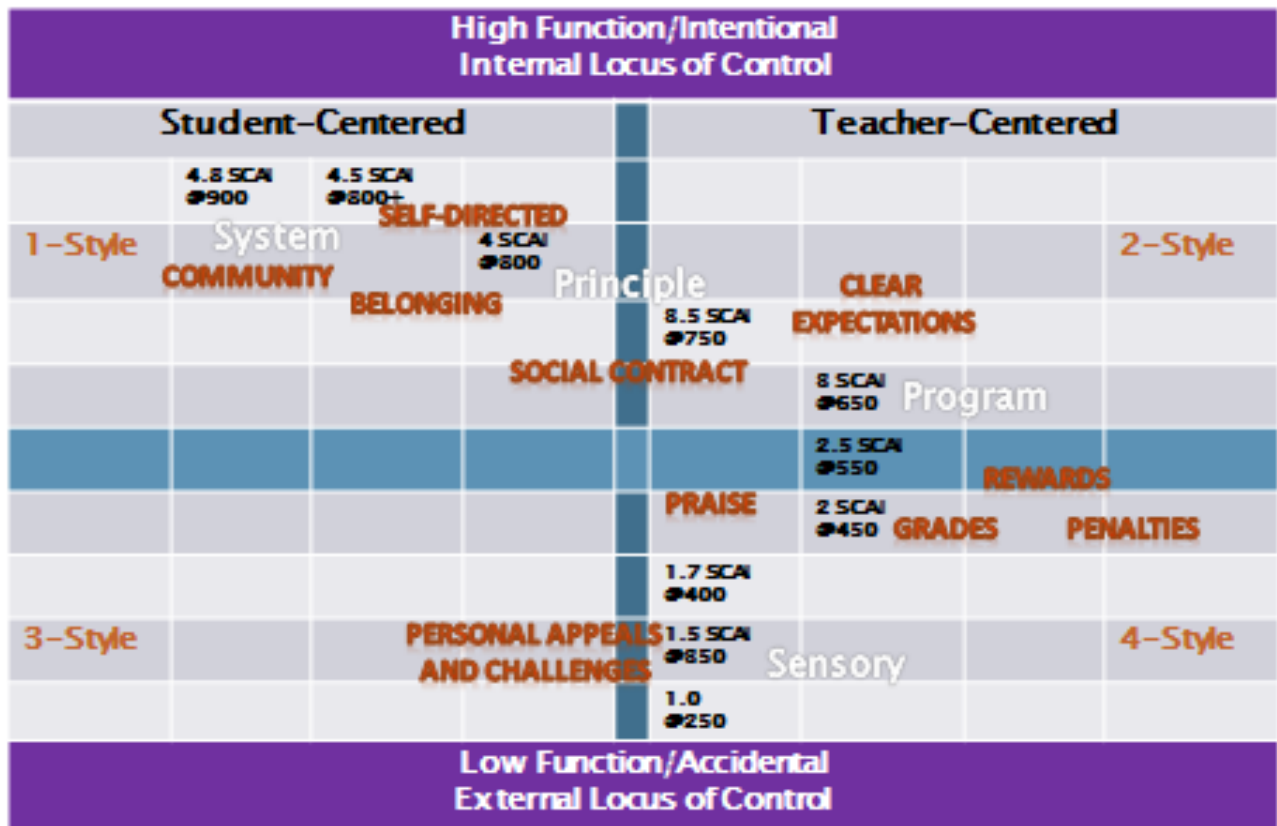 High Function/Intentional
Internal Locus of Control
Student-Centered
Teacher-Centered
4.8 SCAI
@900
4.5 SCAI
@800+
SELF-DIRECTED
1-Style
System
4 SCAI
@800
2-Style
COMMUNITY
BELONGING
Principle
CLEAR
EXPECTATIONS
8.5 SCAI
@750
SOCIAL CONTRACT
8 SCAI
@650
Program
2.5 SCAI
@550
REWARDS
PRAISE
2 SCAI
@450
GRADES
PENALTIES
1.7 SCAI
@400
3-Style
PERSONAL APPEALS
AND CHALLENGES
1.5 SCAI
@850
Sensory
4-Style
1.0
@250
Low Function/Accidental
External Locus of Control